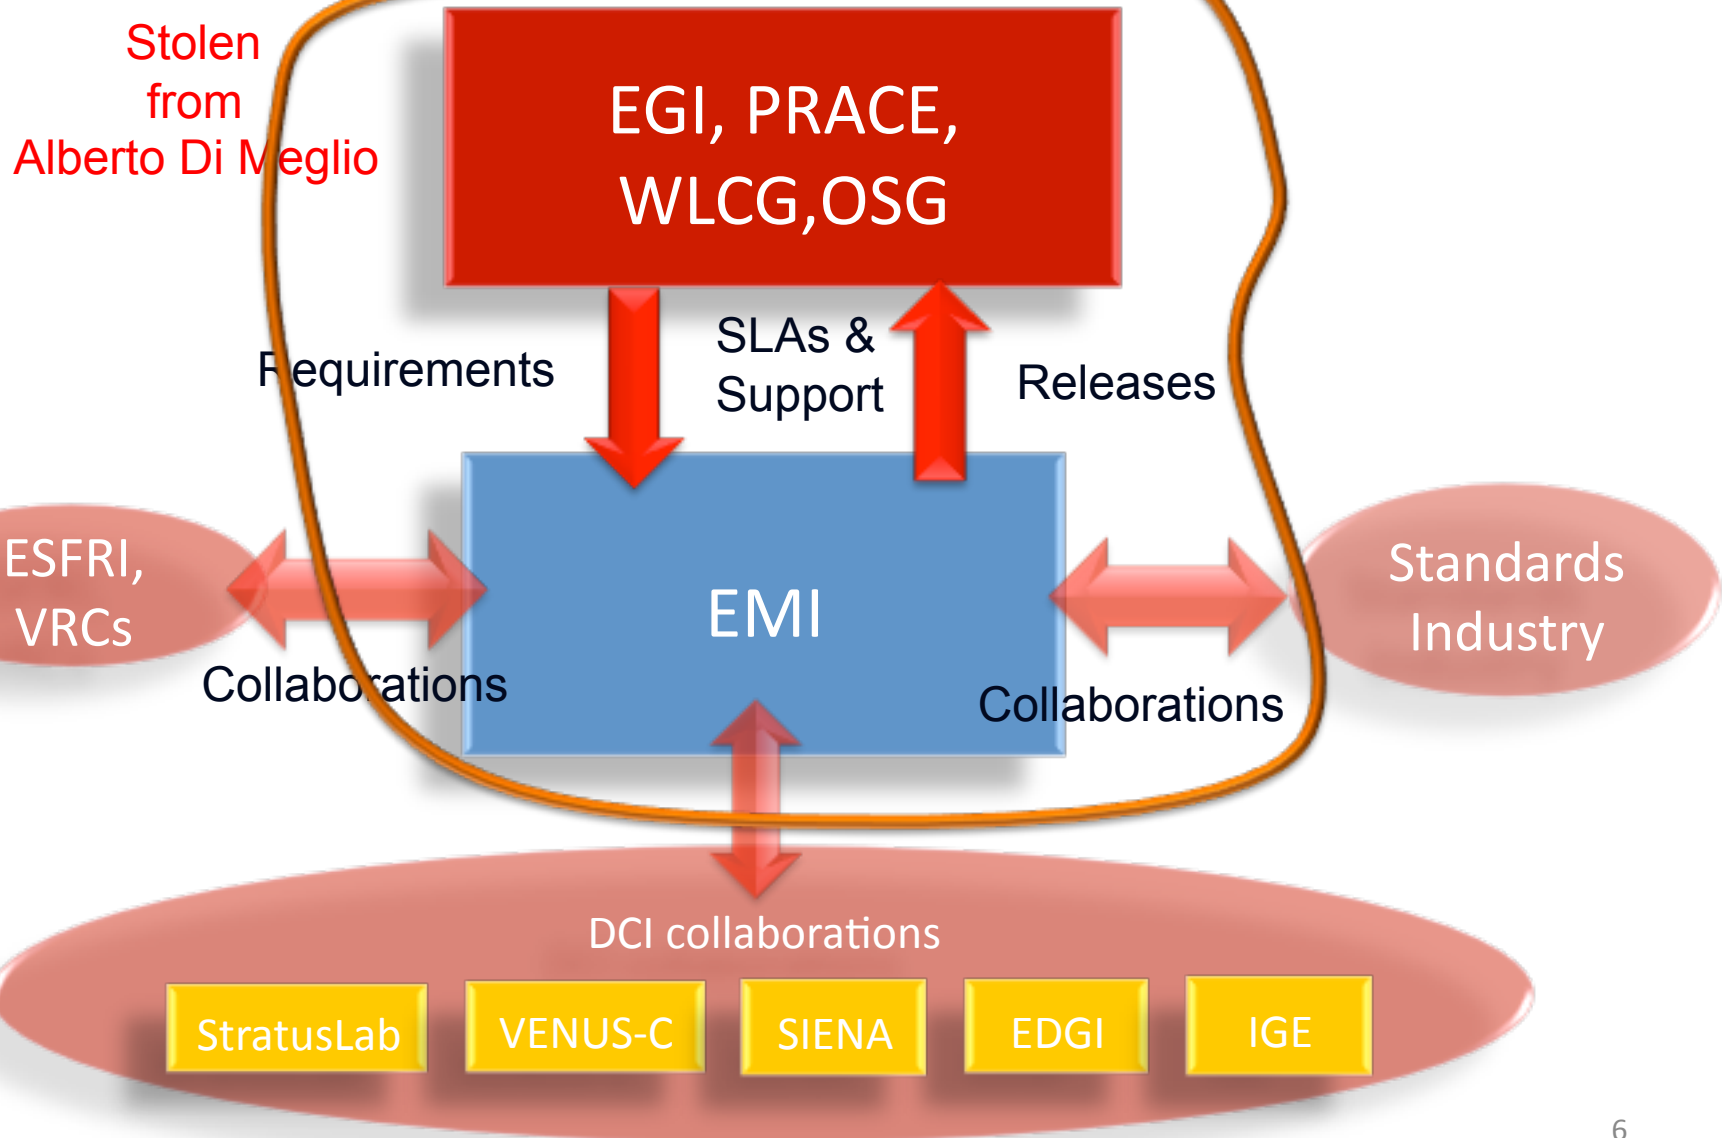 Stolen
from
Alberto Di Meglio
EGI, PRACE,
WLCG,OSG
Requirements
SLAs &
Support
Releases
ESFRI,
VRCs
EMI
Standards
Industry
Collaborations
Collaborations
DCI collaborations
StratusLab
VENUS-C
SIENA
EDGI
IGE
6